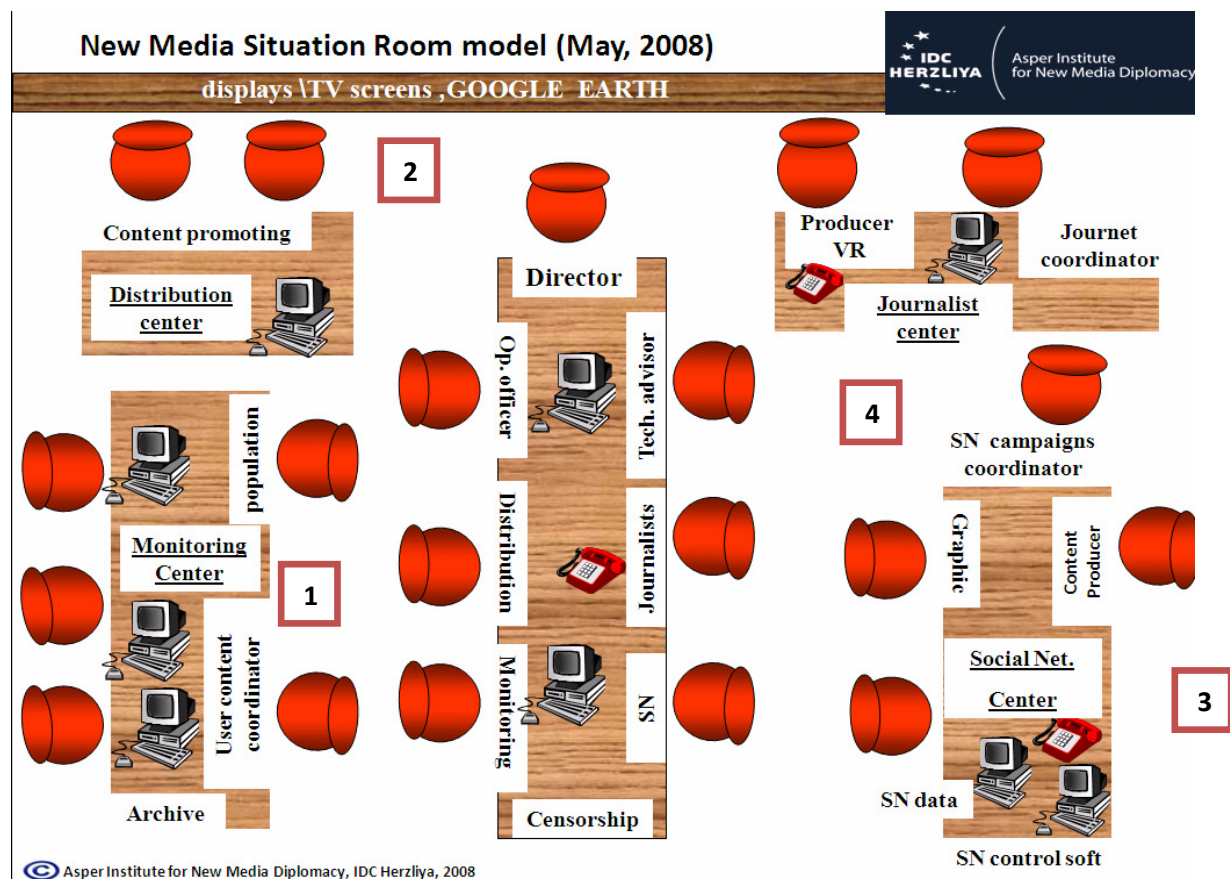 New Media Situation Room model (May, 2008)
IDC
HERZLIYA
Asper Institute
for New Media Diplomacy
displays \TV screens ,GOOGLE EARTH
2
Content promoting
Distribution
center
Director
Producer
VR
Journet
coordinator
Journalist
center
Op. officer
Tech. advisor
4
SN campaigns
coordinator
population
Monitoring
Center
1
User content
coordinator
Archive
Distribution
Journalists
Monitoring
SN
Censorship
Graphic
Content
Producer
Social Net.
Center
3
SN data
SN control soft
© Asper Institute for New Media Diplomacy, IDC Herzliya, 2008